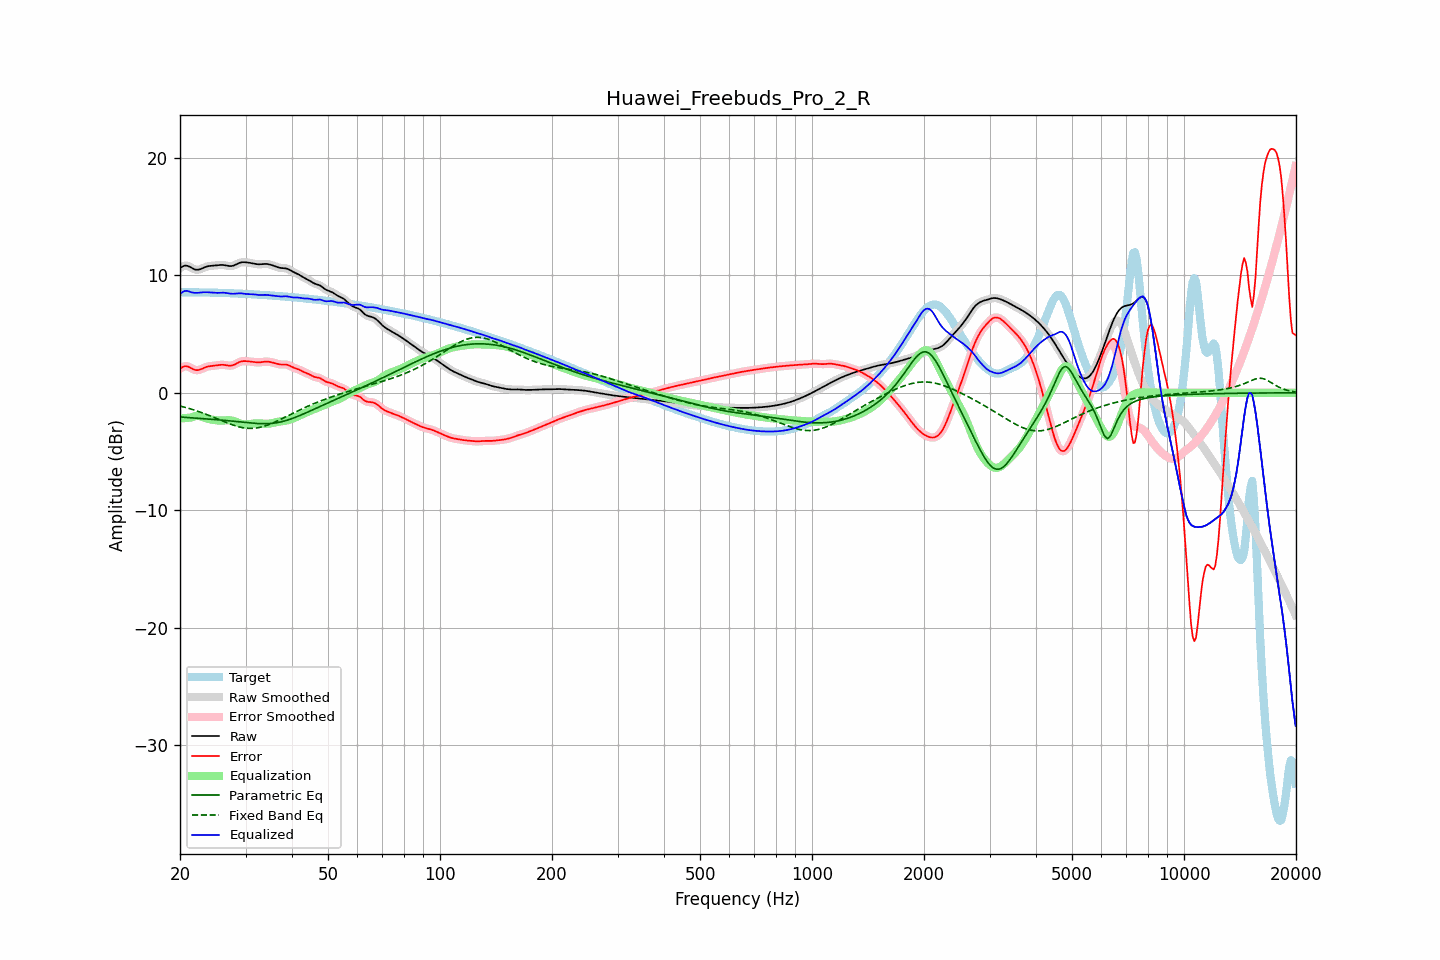 Huawei_Freebuds_Pro_2_R
Amplitude (dBr)
20
10
0
−10
−20
−30
Target
Raw Smoothed
Error Smoothed
Raw
Error
Equalization
Parametric Eq
Fixed Band Eq
Equalized
20 50 100 200 500 1000 2000 5000 10000 20000
Frequency (Hz)